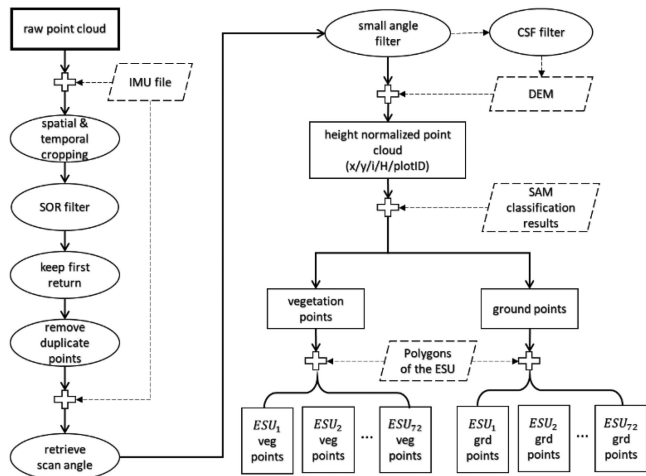 raw point cloud
IMU file
spatial &
temporal
cropping
SOR filter
keep first
return
remove
duplicate
points
retrieve
scan angle
small angle
filter
CSF filter
DEM
height normalized point
cloud
(x/y/i/H/plotID)
SAM
classification
results
vegetation
points
ground points
Polygons
of the ESU
ESU1
veg
points
ESU2
veg
points
...
ESU72
veg
points
ESU1
grd
points
ESU2
grd
points
...
ESU72
grd
points